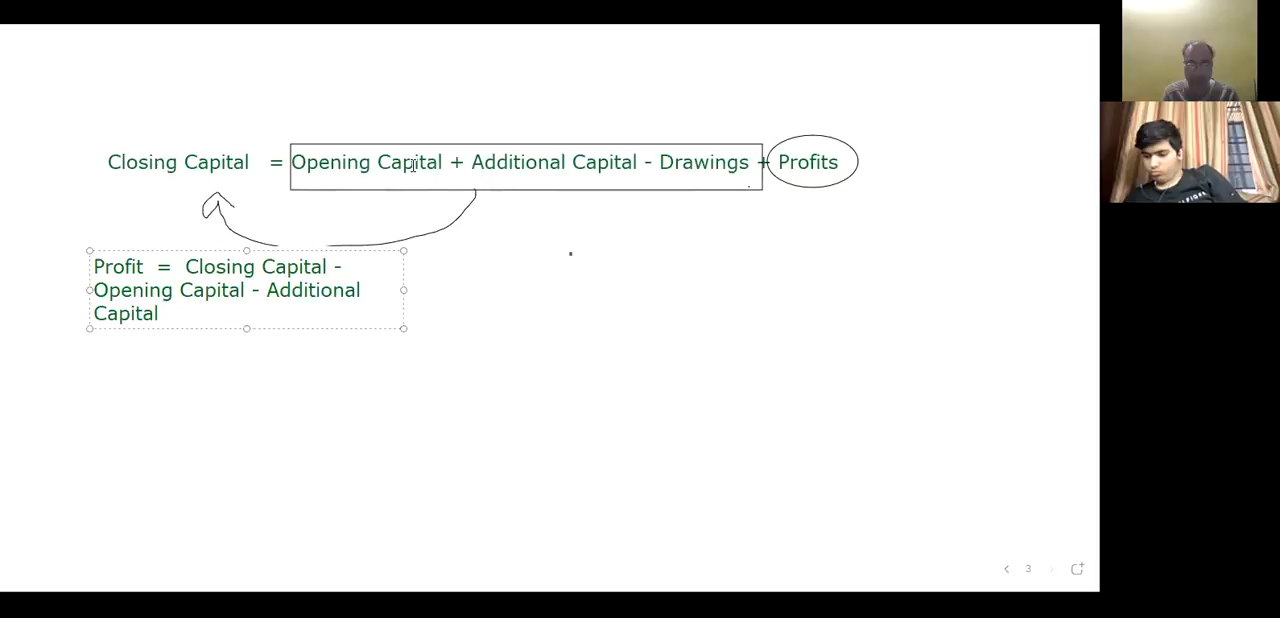 Closing Capital = Opening Capital + Additional Capital - Drawings + Profits
Profit = Closing Capital -
Opening Capital - Additional
Capital
3